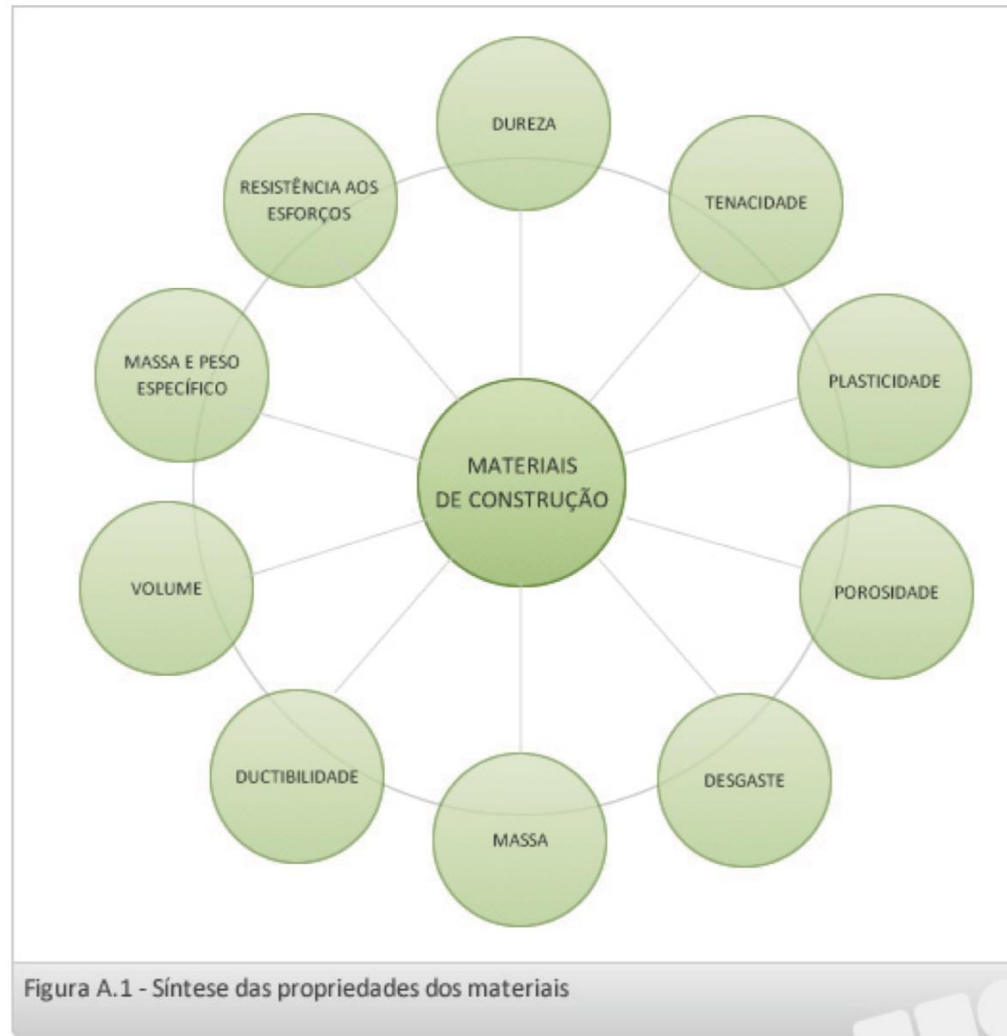 DUREZA
TENACIDADE
PLASTICIDADE
POROSIDADE
DESGASTE
MASSA
DUCTIBILIDADE
VOLUME
MASSA E PESO
ESPECÍFICO
RESISTÊNCIA AOS
ESFORÇOS
MATERIAIS
DE CONSTRUÇÃO
Figura A.1 - Síntese das propriedades dos materiais